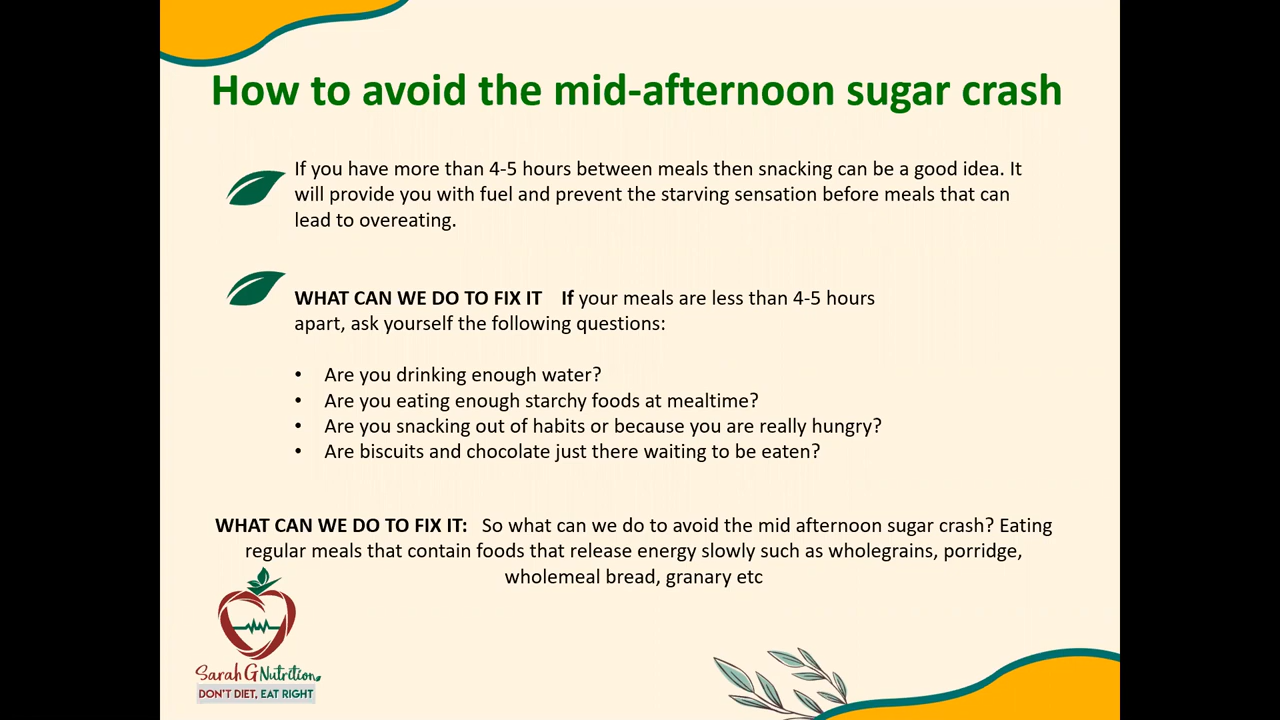 How to avoid the mid-afternoon sugar crash
If you have more than 4-5 hours between meals then snacking can be a good idea. It
will provide you with fuel and prevent the starving sensation before meals that can
lead to overeating.
WHAT CAN WE DO TO FIX IT If your meals are less than 4-5 hours
apart, ask yourself the following questions:
• Are you drinking enough water?
• Are you eating enough starchy foods at mealtime?
• Are you snacking out of habits or because you are really hungry?
• Are biscuits and chocolate just there waiting to be eaten?
WHAT CAN WE DO TO FIX IT: So what can we do to avoid the mid afternoon sugar crash? Eating
regular meals that contain foods that release energy slowly such as wholegrains, porridge,
wholemeal bread, granary etc
Sarah G Nutrition
DON'T DIET, EAT RIGHT